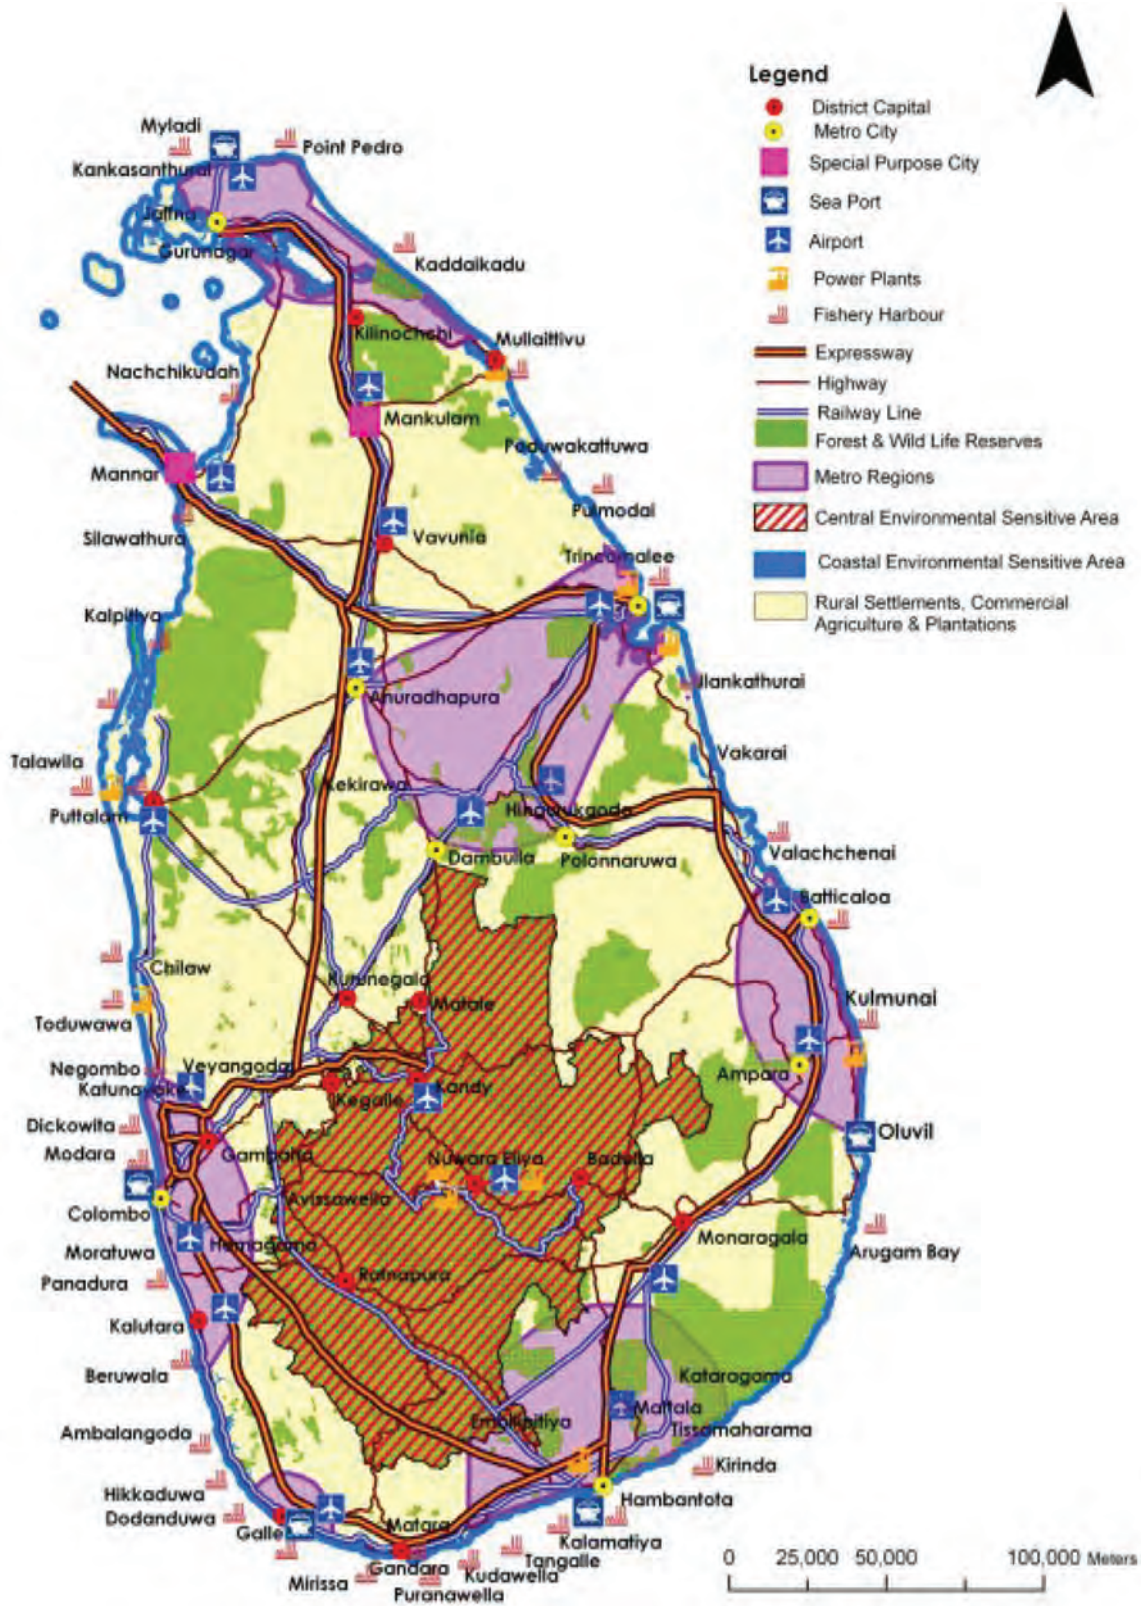 Legend
District Capital
Metro City
Special Purpose City
Sea Port
Airport
Power Plants
Fishery Harbour
Expressway
Highway
Railway Line
Forest & Wild Life Reserves
Metro Regions
Central Environmental Sensitive Area
Coastal Environmental Sensitive Area
Rural Settlements, Commercial
Agriculture & Plantations
Myladi
Point Pedro
Kankasanthurai
Jaffna
Gurunagar
Kaddaikadu
Kilinochchi
Mullaittivu
Nachchikudah
Mankulam
Peduwakattuwa
Mannar
Pulmodai
Silawathura
Vavunia
Trincomalee
Kalpitiya
Ilankathurai
Anuradhapura
Vakarai
Talawila
Kekirawa
Hingurukgoda
Puttalam
Dambulla
Polonnaruwa
Valachchenai
Batticaloa
Chilaw
Kurunegala
Matale
Kulmunai
Toduwawa
Negombo
Veyangoda
Katunayake
Kegalle
Kandy
Ampara
Dickowita
Oluvil
Modara
Gampaha
Nuwara Eliya
Badulla
Avissawella
Colombo
Monaragala
Moratuwa
Homagama
Arugam Bay
Panadura
Ratnapura
Kalutara
Beruwala
Kataragama
Mattala
Embilipitiya
Tissamaharama
Ambalangoda
Kirinda
Hikkaduwa
Hambantota
Dodanduwa
Galle
Matara
Kalamatiya
Tangalle
Gandara
Kudawella
Mirissa
Puranawella
0 25,000 50,000 100,000 Meters